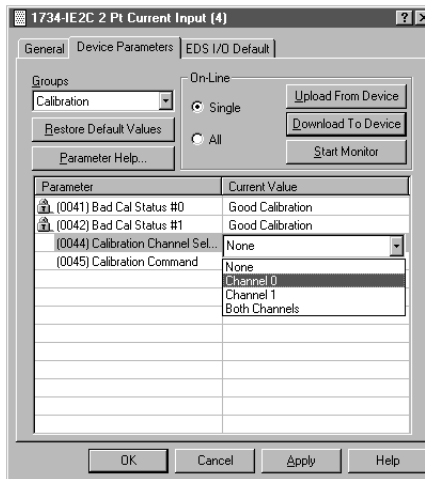 1734-IE2C 2 Pt Current Input (4)
General Device Parameters EDS I/O Default
Groups
Calibration
Restore Default Values
Parameter Help...
On-Line
Single
All
Upload From Device
Download To Device
Start Monitor
Parameter Current Value
(0041) Bad Cal Status #0 Good Calibration
(0042) Bad Cal Status #1 Good Calibration
(0044) Calibration Channel Sel... None
(0045) Calibration Command
None
Channel 0
Channel 1
Both Channels
OK Cancel Apply Help